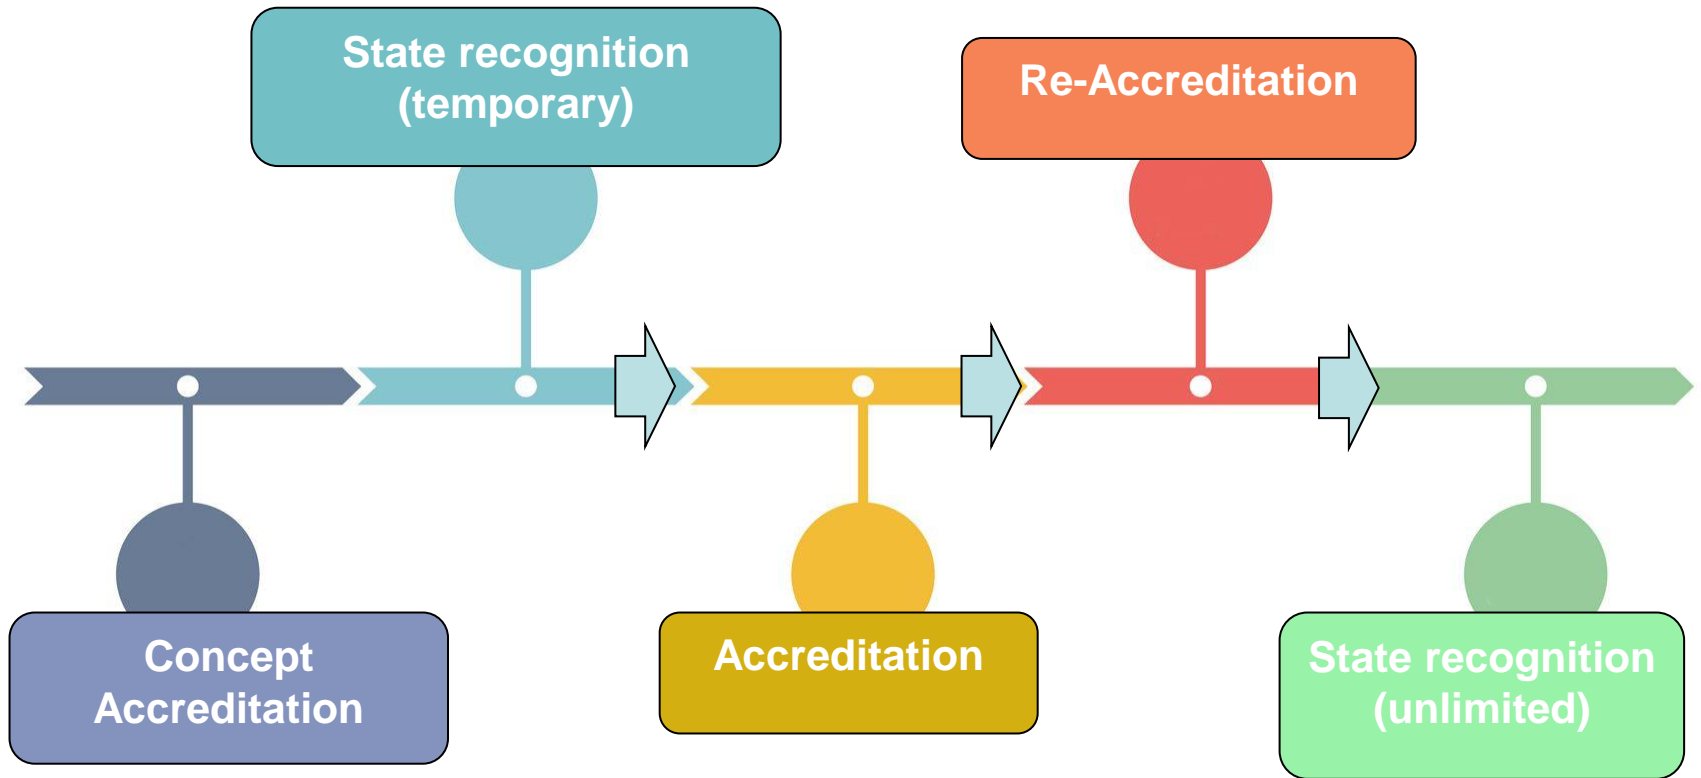 State recognition
(temporary)
Re-Accreditation
Concept
Accreditation
Accreditation
State recognition
(unlimited)